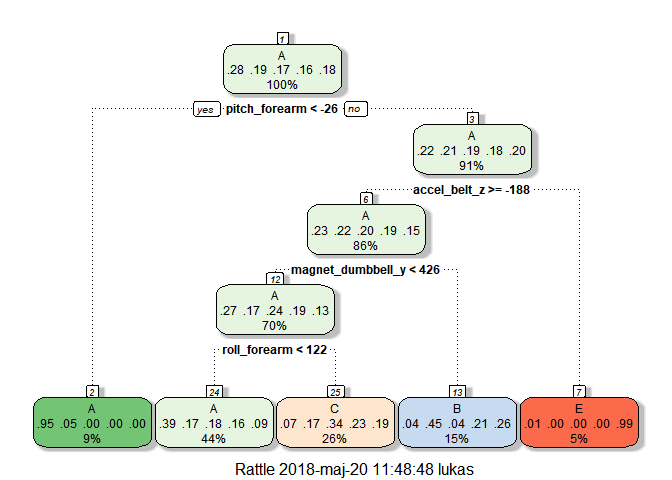 1
A
.28 .19 .17 .16 .18
100%
yes pitch_forearm < -26 no
3
A
.22 .21 .19 .18 .20
91%
accel_belt_z >= -188
6
A
.23 .22 .20 .19 .15
86%
magnet_dumbbell_y < 426
12
A
.27 .17 .24 .19 .13
70%
roll_forearm < 122
2
A
.95 .05 .00 .00 .00
9%
24
A
.39 .17 .18 .16 .09
44%
25
C
.07 .17 .34 .23 .19
26%
13
B
.04 .45 .04 .21 .26
15%
7
E
.01 .00 .00 .00 .99
5%
Rattle 2018-maj-20 11:48:48 lukas